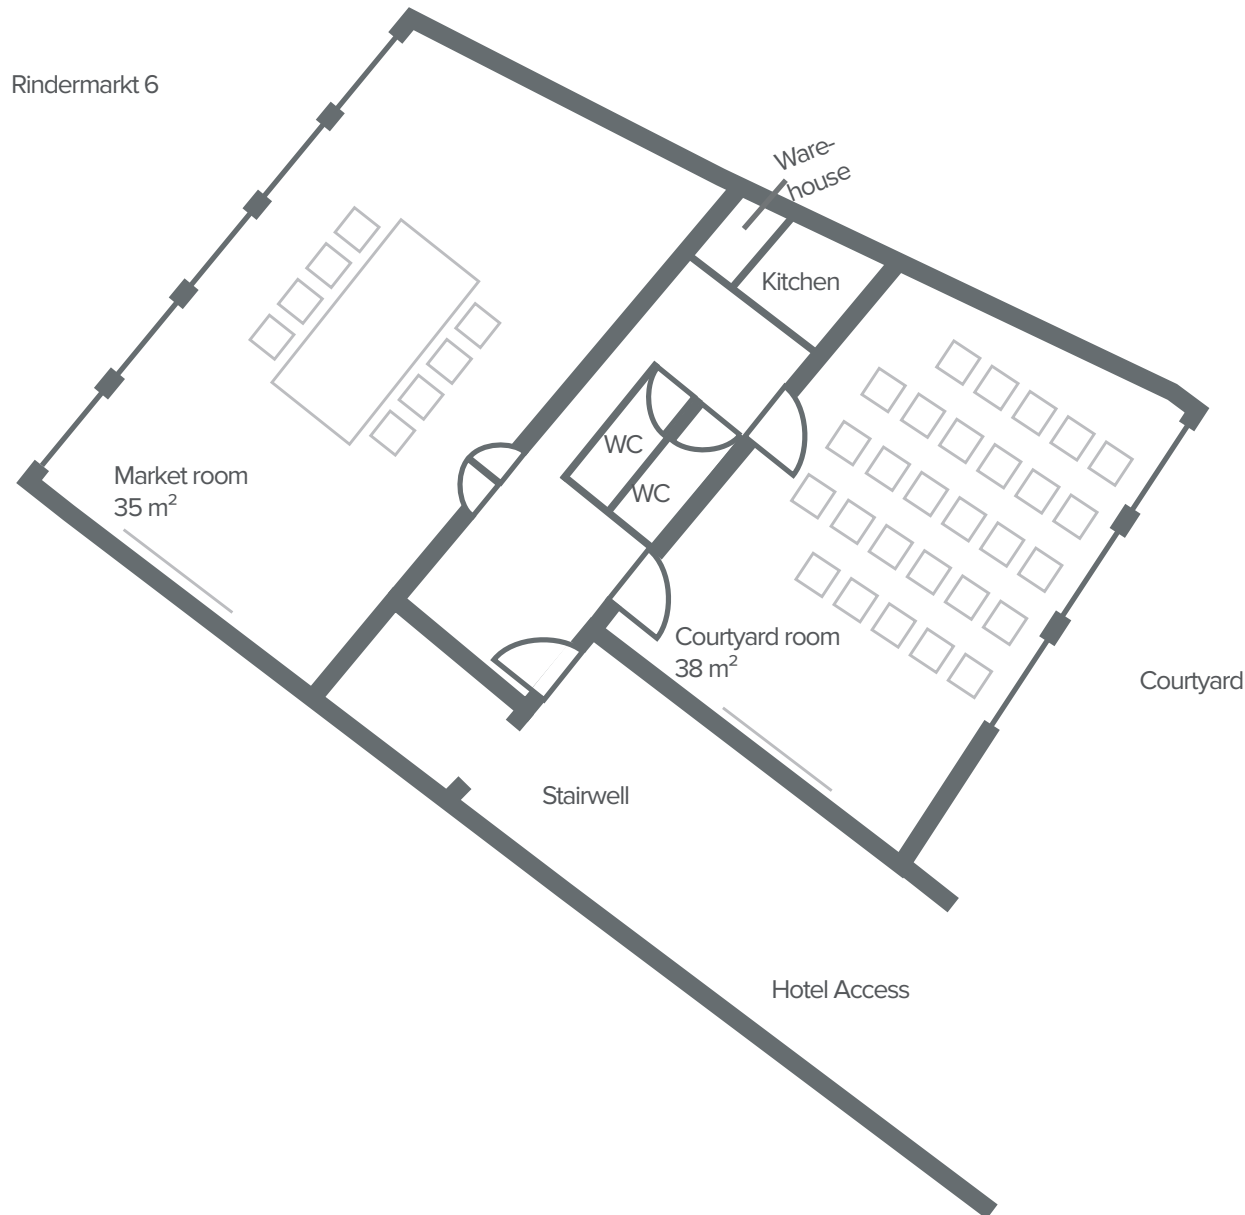 Rindermarkt 6
Ware-
house
Kitchen
WC
WC
Market room
35 m²
Courtyard room
38 m²
Courtyard
Stairwell
Hotel Access